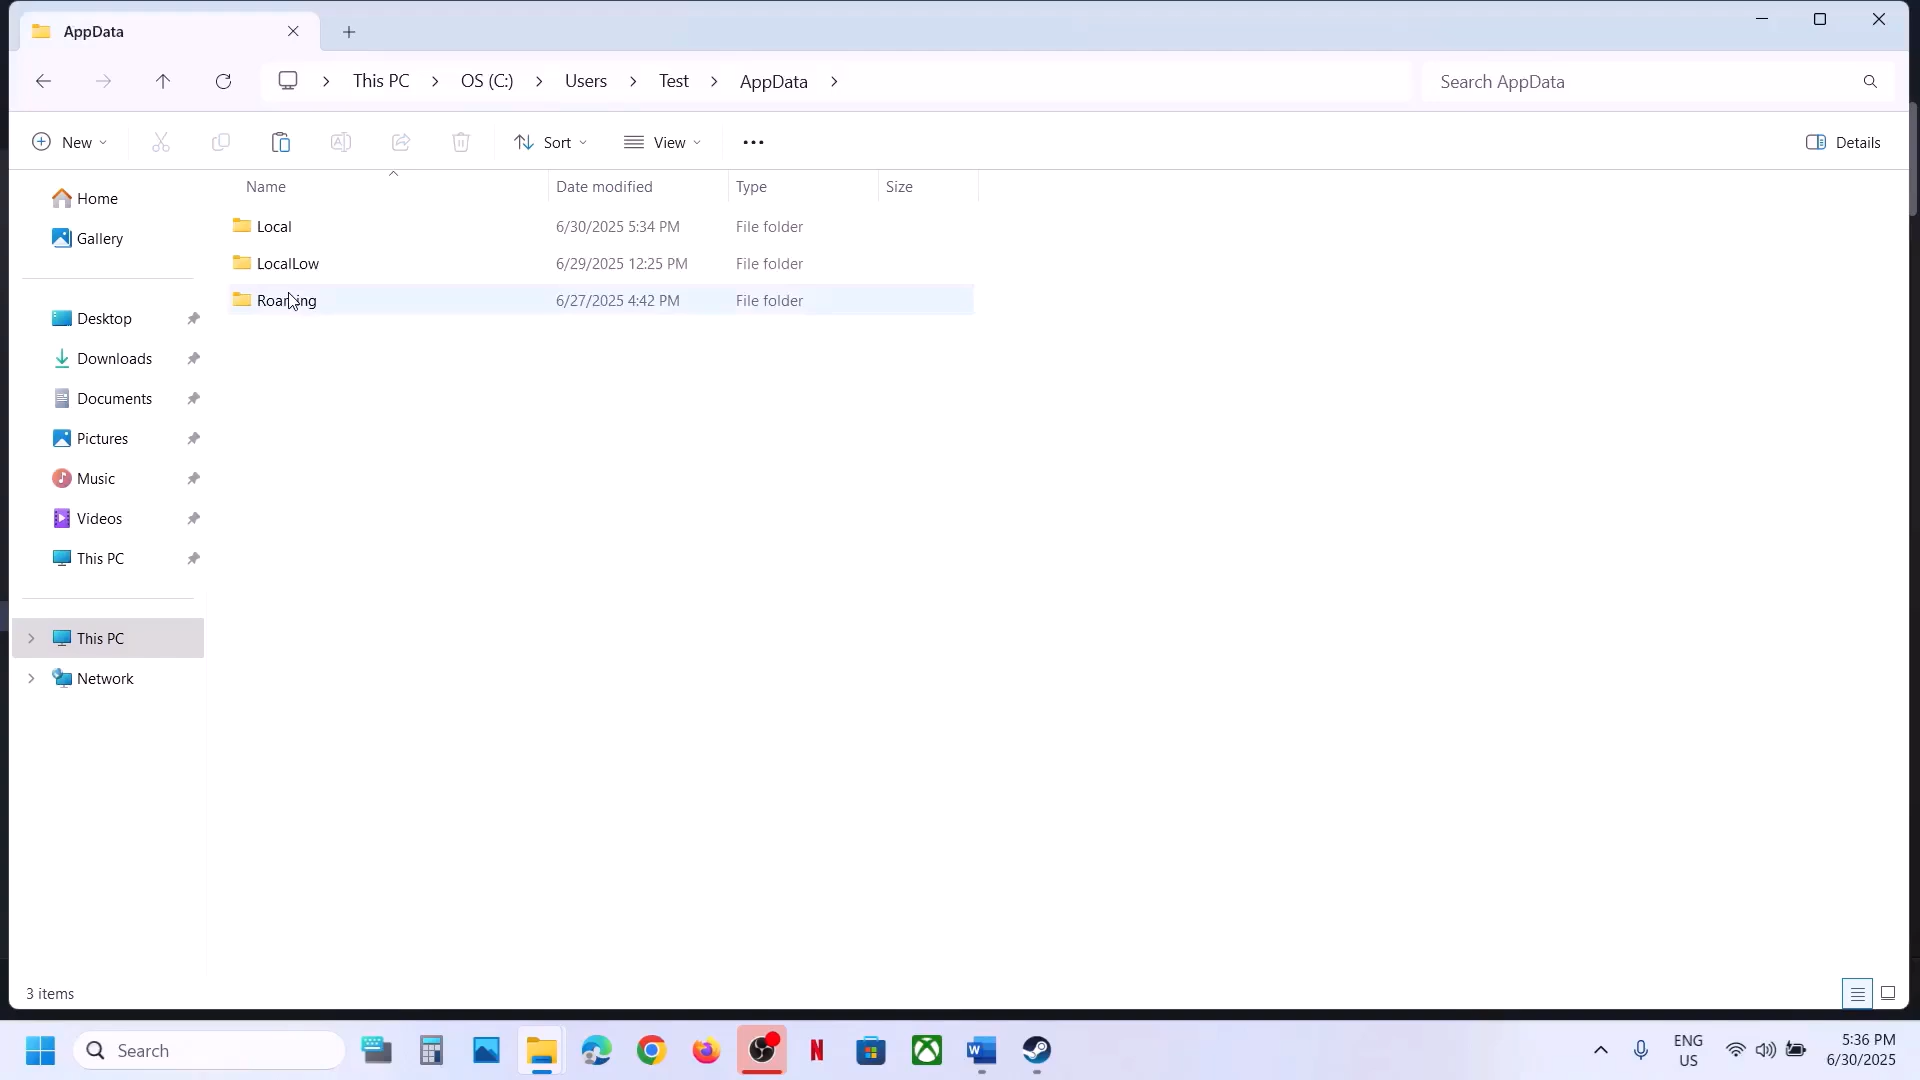 AppData
This PC > OS (C:) > Users > Test > AppData >
Search AppData
New
Sort
View
Details
Name Date modified Type Size
Local 6/30/2025 5:34 PM File folder
LocalLow 6/29/2025 12:25 PM File folder
Roaming 6/27/2025 4:42 PM File folder
Home
Gallery
Desktop
Downloads
Documents
Pictures
Music
Videos
This PC
This PC
Network
3 items
Search
ENG
US
5:36 PM
6/30/2025